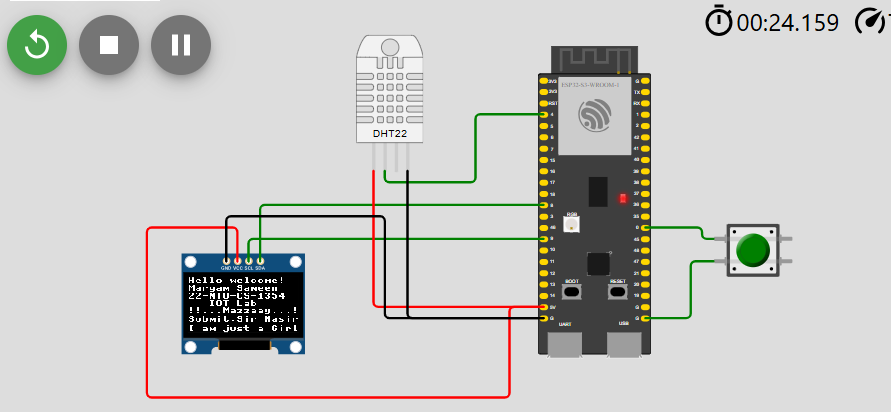 00:24.159
DHT22
ESP32-S3-WROOM-1
3V3
3V3
RST
4
5
6
7
15
16
17
18
8
3
46
9
10
11
12
13
14
5V
G
G
TX
RX
1
2
42
41
40
39
38
37
36
35
0
45
48
47
21
20
19
G
G
RGB
BOOT
RESET
UART
USB
GND VCC SCL SDA
Hello welcome!
Maryam Sameen
22-NTU-CS-1354
IOT Lab
!!...Mazzaay...!
Submit.Sir Nasir
I am just a Girl